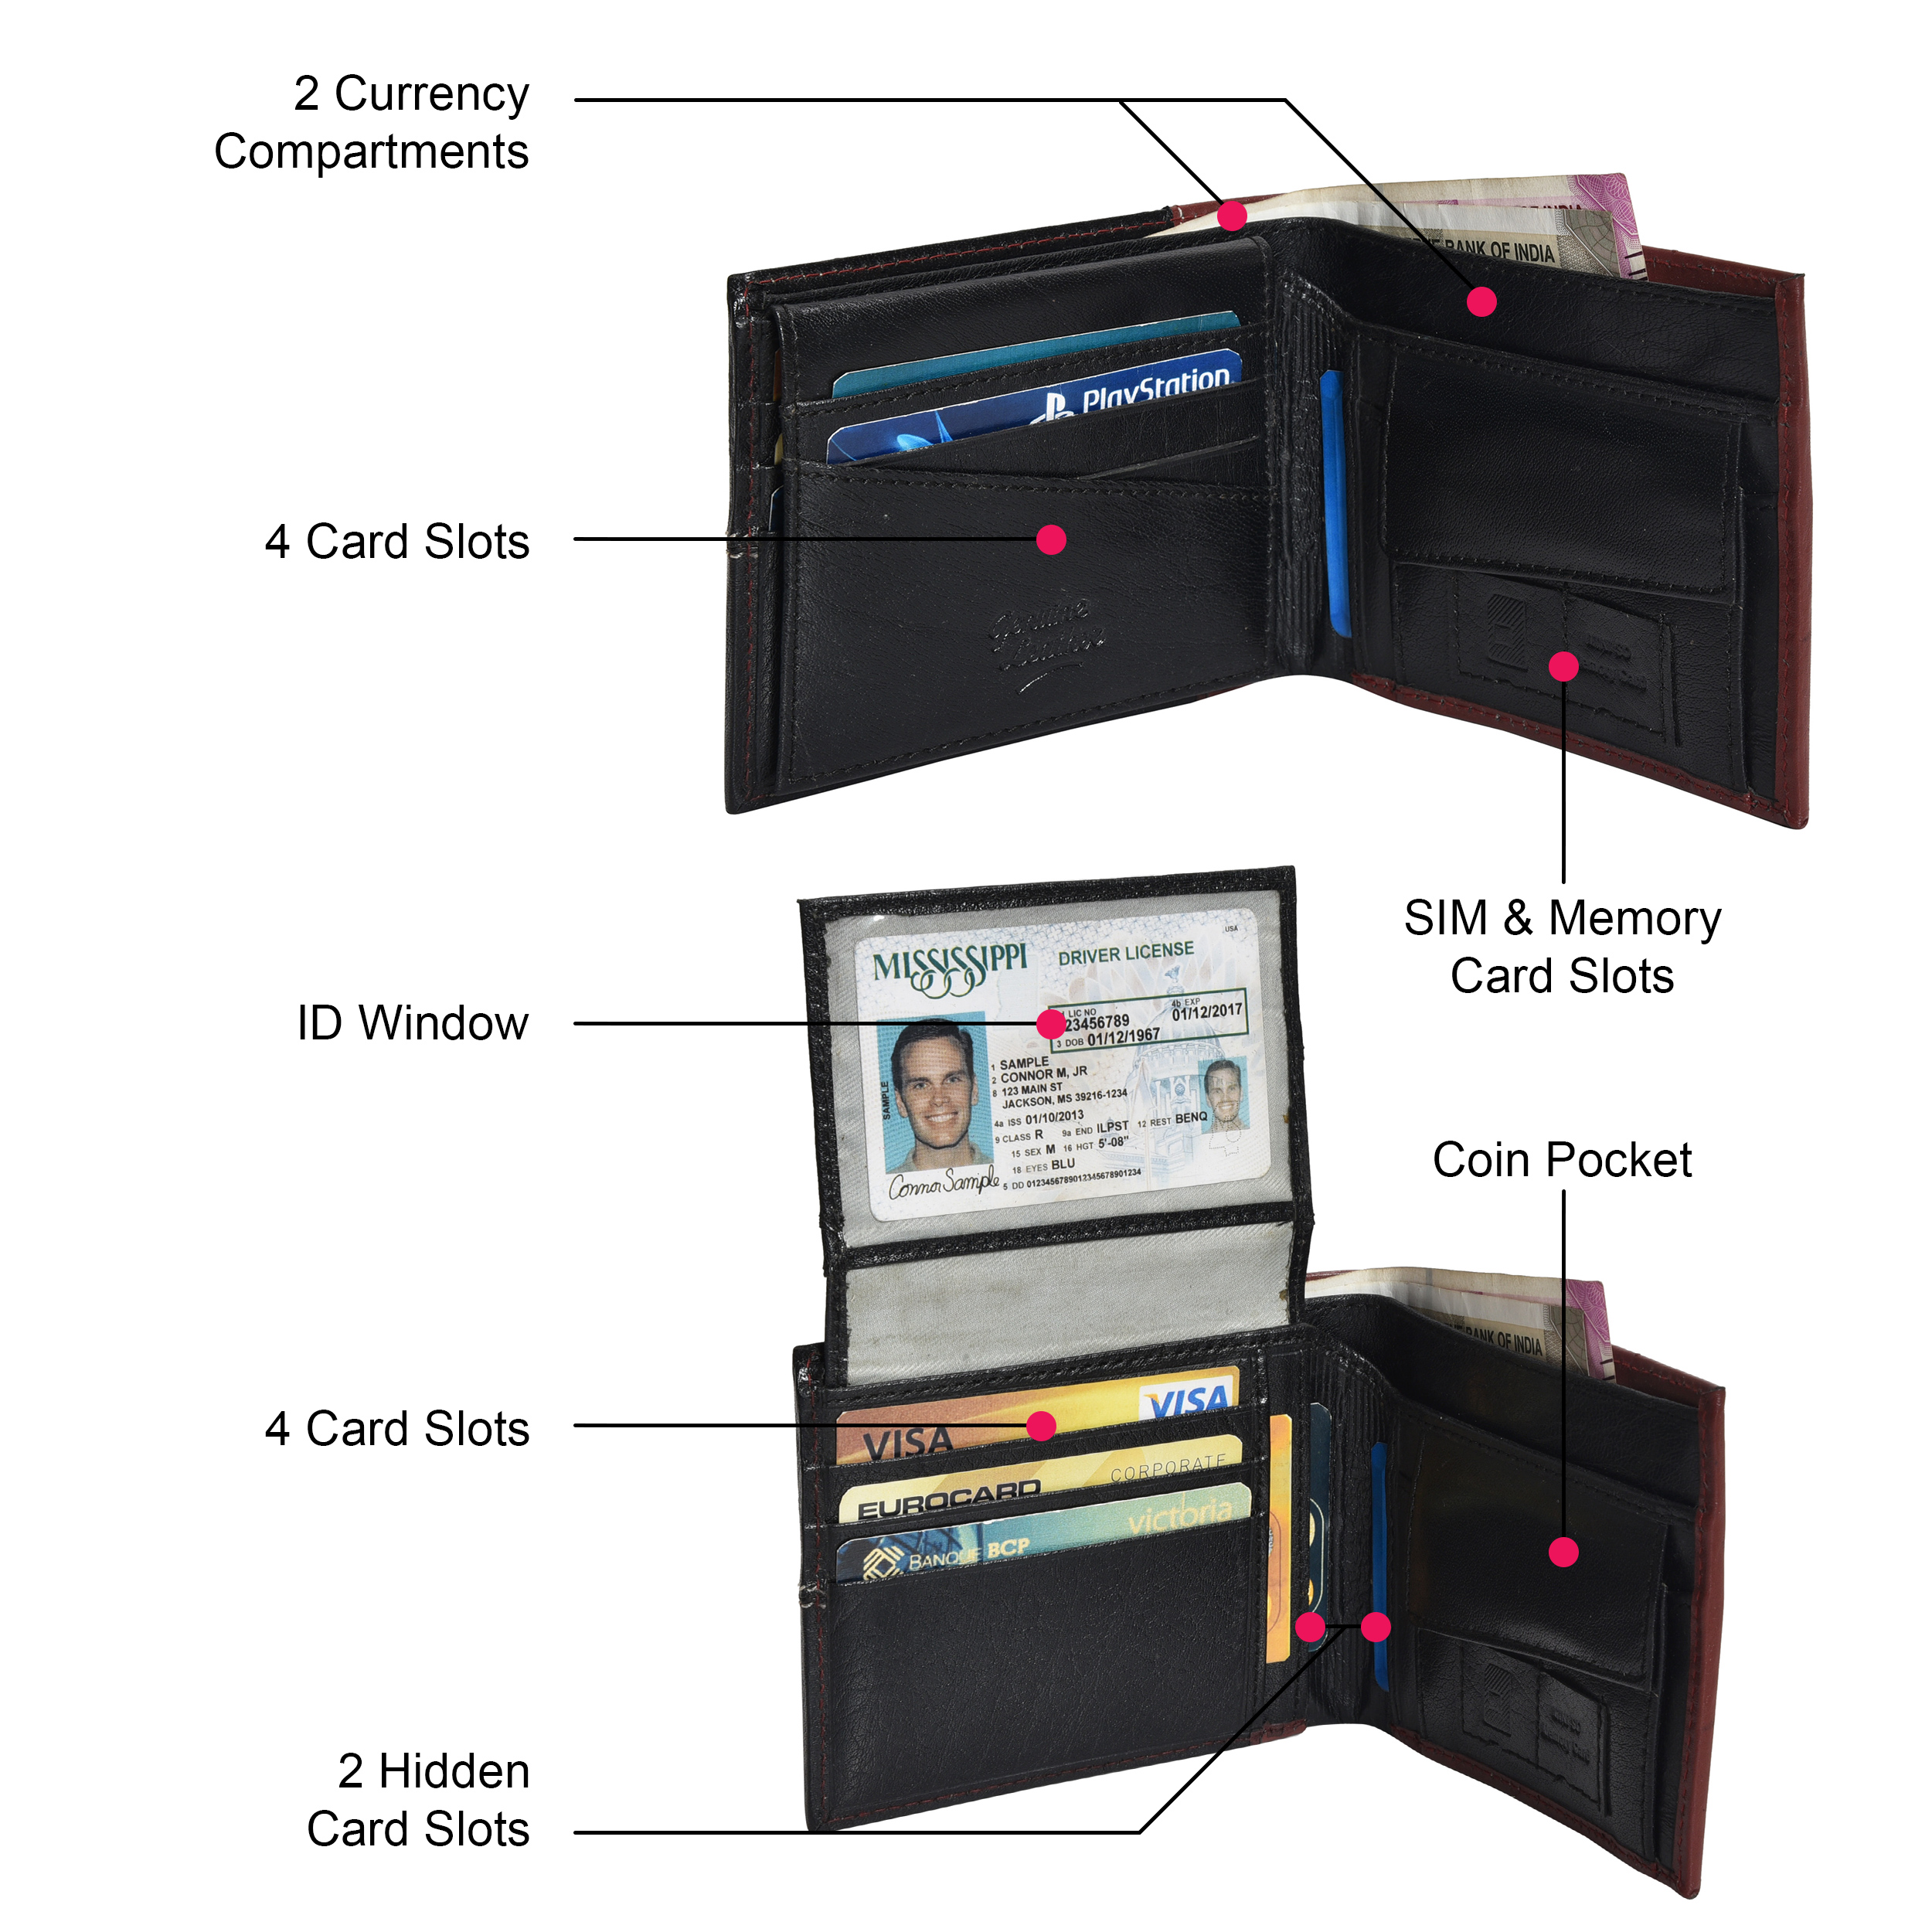 2 Currency
Compartments
BANK OF INDIA
PlayStation
4 Card Slots
Genuine
Leather
SIM & Memory
Card Slots
MISSISSIPPI
DRIVER LICENSE
USA
ID Window
LIC NO
4b EXP
23456789
01/12/2017
3 DOB 01/12/1967
1 SAMPLE
2 CONNOR M, JR
8 123 MAIN ST
JACKSON, MS 39216-1234
SAMPLE
4a ISS 01/10/2013
9 CLASS R 9a END ILPST 12 REST BENQ
15 SEX M 16 HGT 5'-08"
18 EYES BLU
Connor Sample
5 DD 0123456789012345678901234
Coin Pocket
BANK OF INDIA
4 Card Slots
VISA
VISA
CORPORATE
EUROCARD
victoria
BANQUE BCP
2 Hidden
Card Slots